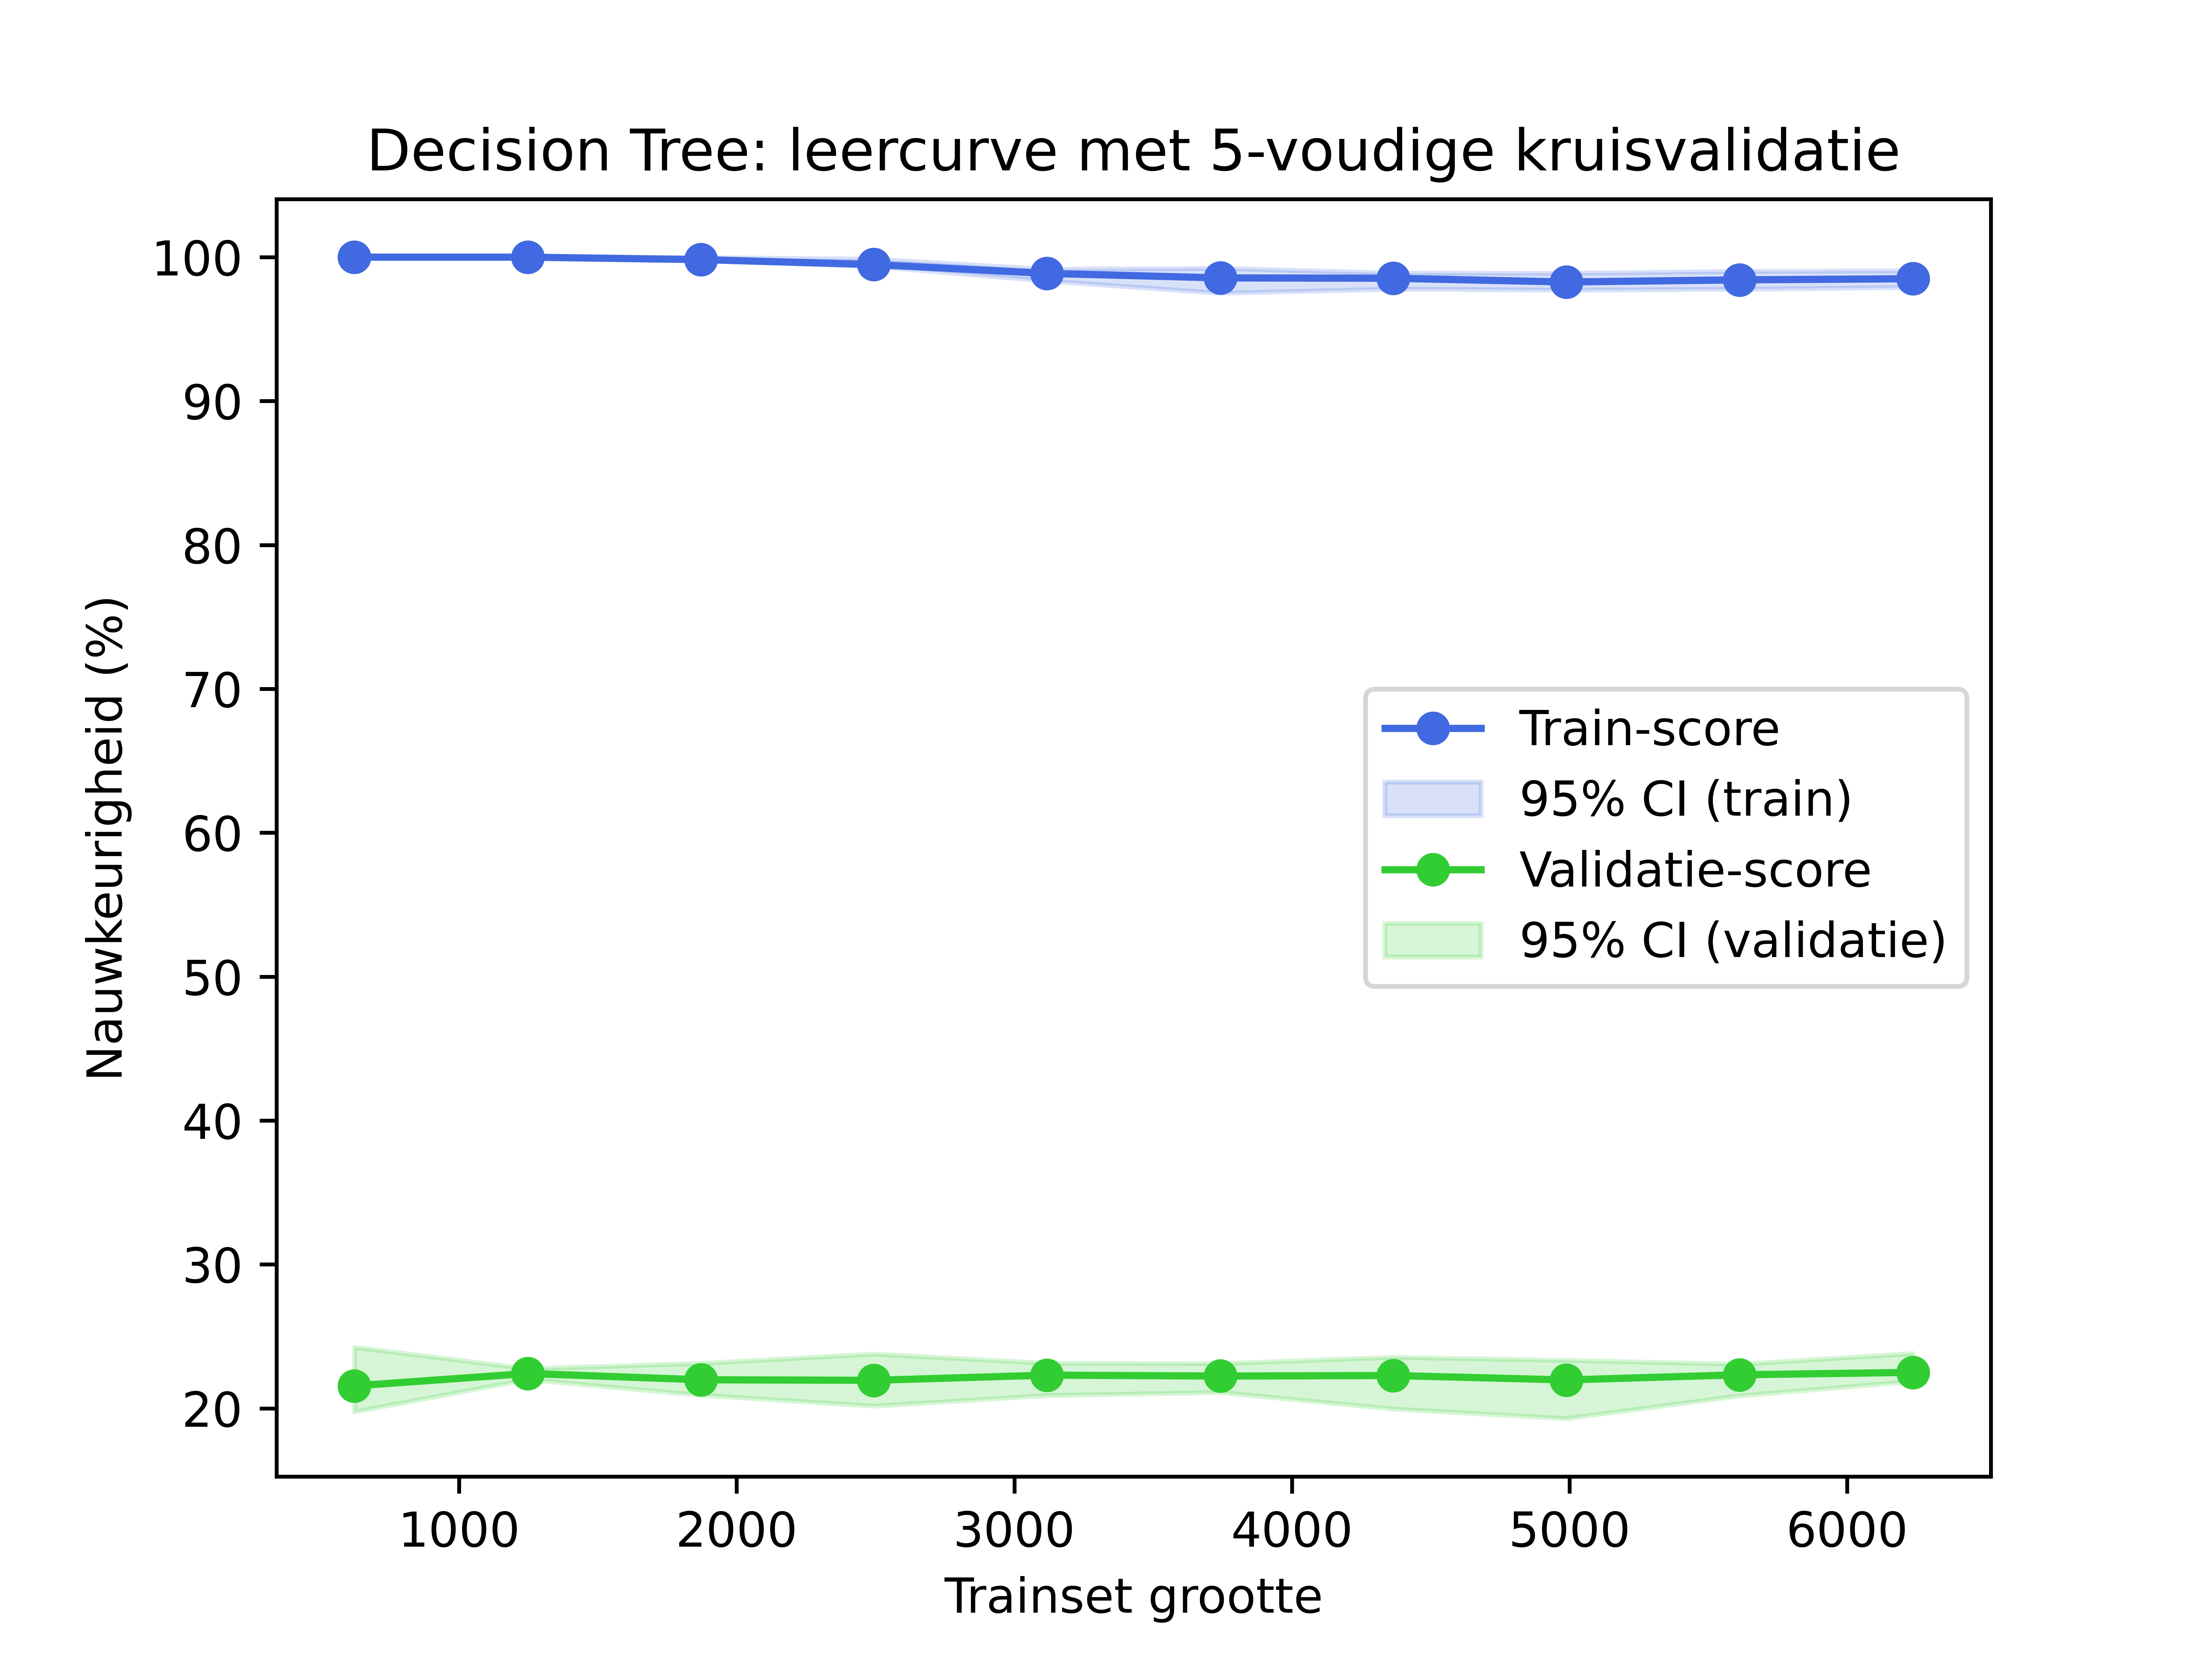 Decision Tree: leercurve met 5-voudige kruisvalidatie
Nauwkeurigheid (%)
100
90
80
70
60
50
40
30
20
Train-score
95% CI (train)
Validatie-score
95% CI (validatie)
1000 2000 3000 4000 5000 6000
Trainset grootte